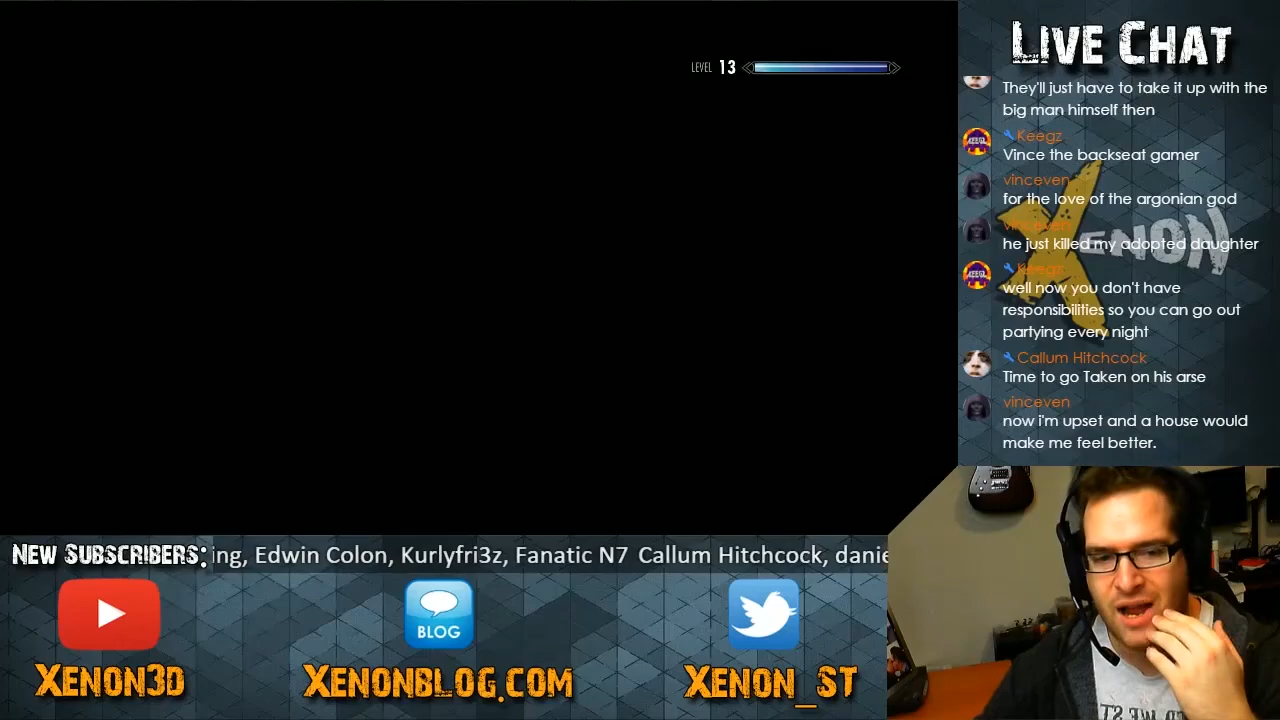 LEVEL 13
LIVE CHAT
They'll just have to take it up with the
big man himself then
Keegz
Vince the backseat gamer
vinceven
for the love of the argonian god
vinceven
he just killed my adopted daughter
Keegz
well now you don't have
responsibilities so you can go out
partying every night
Callum Hitchcock
Time to go Taken on his arse
vinceven
now i'm upset and a house would
make me feel better.
XENON
NEW SUBSCRIBERS: ing, Edwin Colon, Kurlyfri3z, Fanatic N7 Callum Hitchcock, danie
BLOG
XENON3D
XENONBLOG.COM
XENON_ST